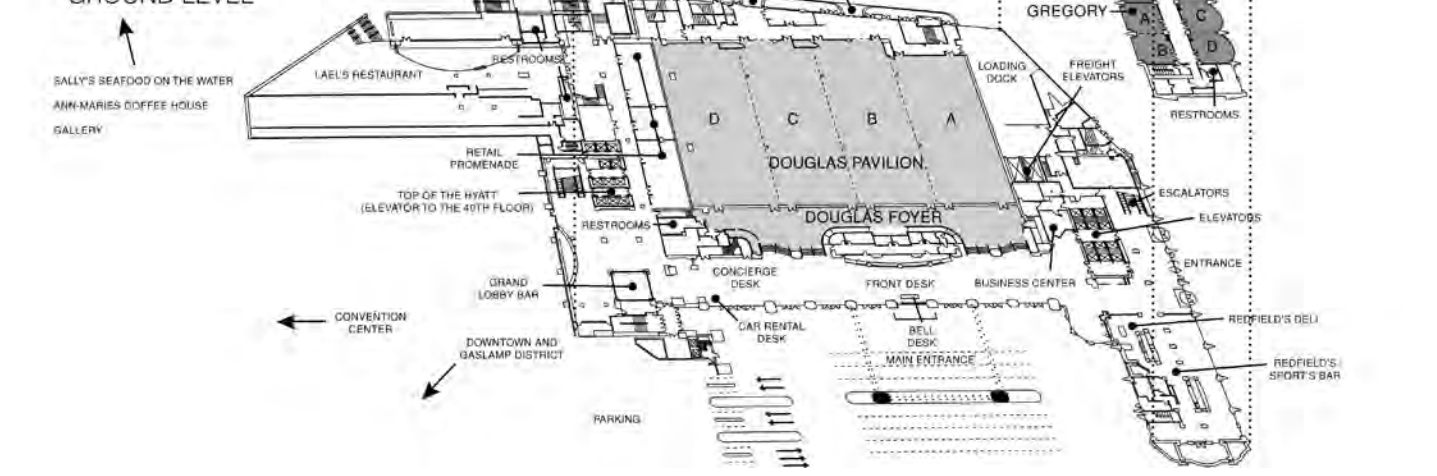 GROUND LEVEL
GREGORY
A
C
B
D
SALLY'S SEAFOOD ON THE WATER
ANN-MARIES COFFEE HOUSE
GALLERY
LAEL'S RESTAURANT
RESTROOMS
LOADING
DOCK
FREIGHT
ELEVATORS
RESTROOMS
D
C
B
A
RETAIL
PROMENADE
DOUGLAS PAVILION
TOP OF THE HYATT
(ELEVATOR TO THE 40TH FLOOR)
ESCALATORS
RESTROOMS
DOUGLAS FOYER
ELEVATORS
ENTRANCE
CONCIERGE
DESK
FRONT DESK
BUSINESS CENTER
GRAND
LOBBY BAR
CONVENTION
CENTER
CAR RENTAL
DESK
BELL
DESK
REDFIELD'S DELI
DOWNTOWN AND
GASLAMP DISTRICT
MAIN ENTRANCE
REDFIELD'S
SPORT'S BAR
PARKING